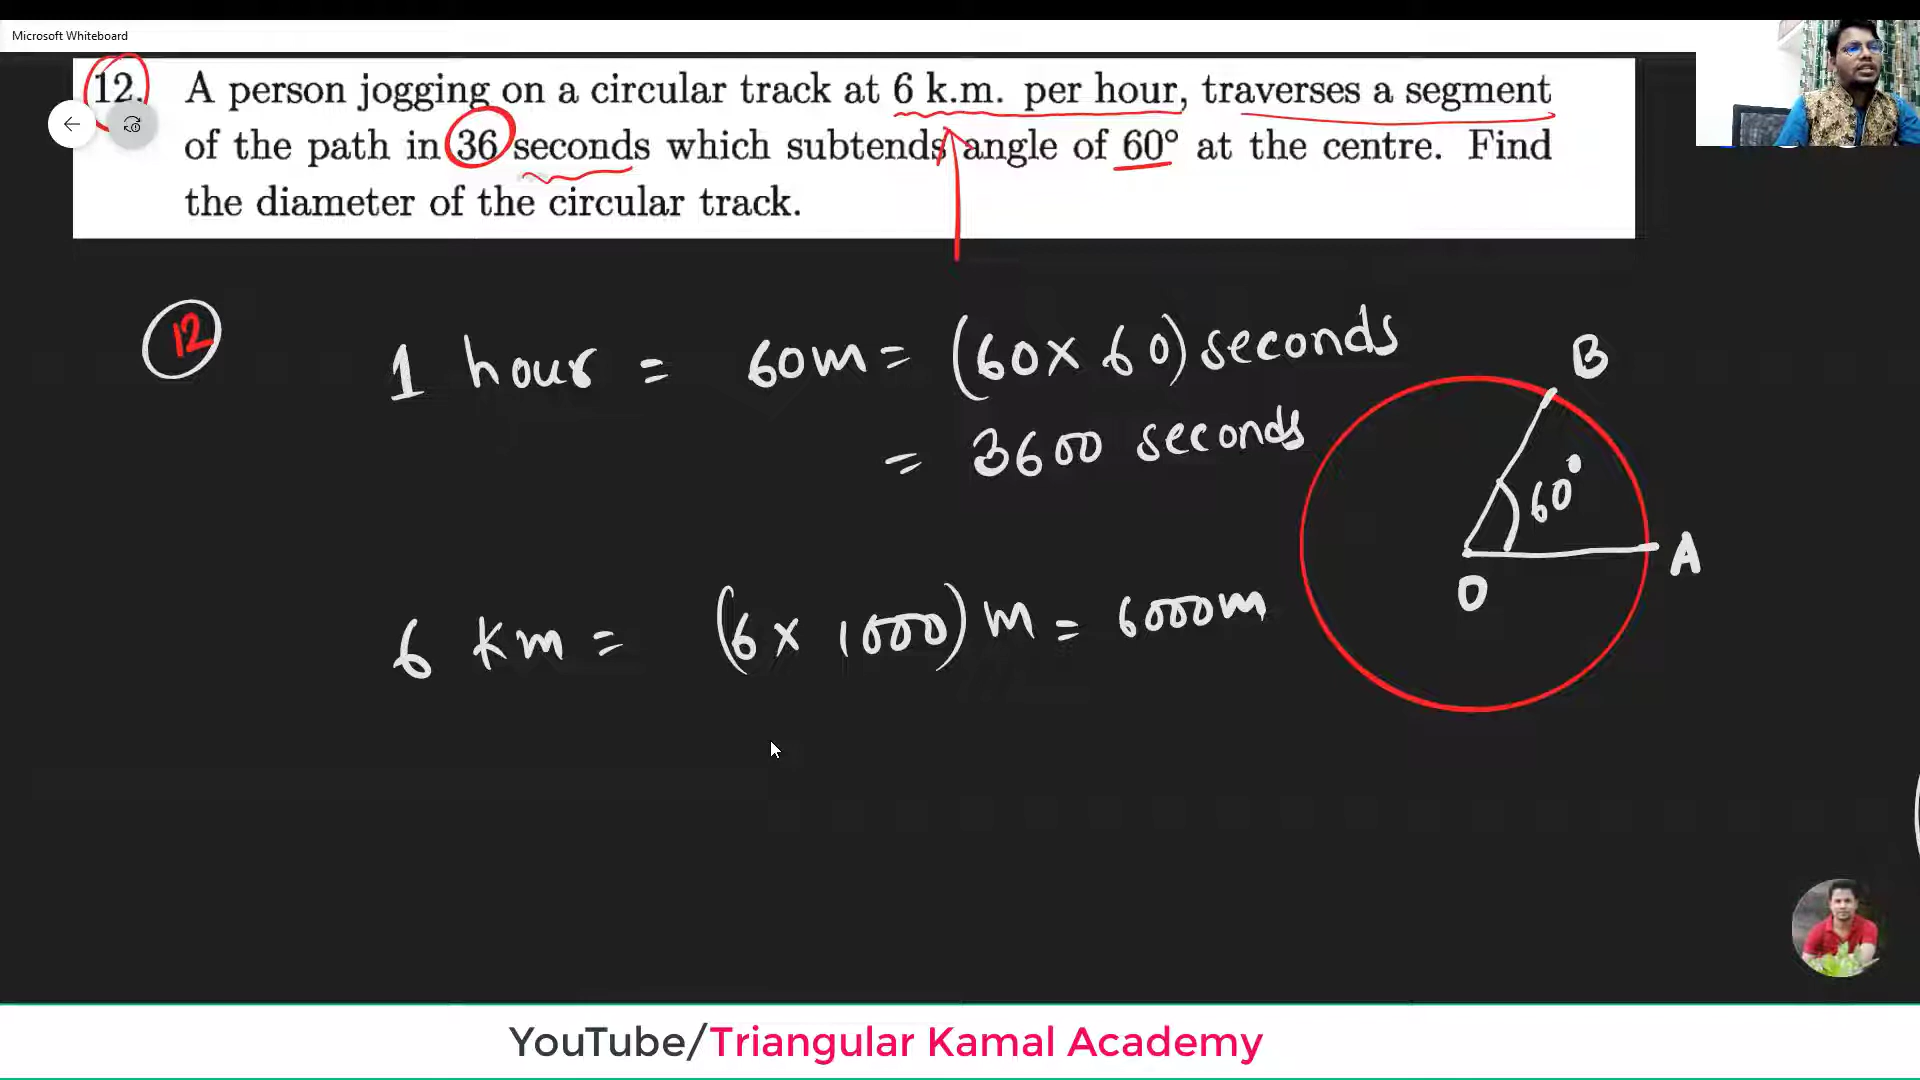 Microsoft Whiteboard
12. A person jogging on a circular track at 6 k.m. per hour, traverses a segment
of the path in 36 seconds which subtends angle of 60° at the centre. Find
the diameter of the circular track.
12
1 hour = 60m = (60 x 60) seconds
= 3600 seconds
B
60°
A
O
6 km = (6 x 1000) m = 6000m
YouTube/Triangular Kamal Academy